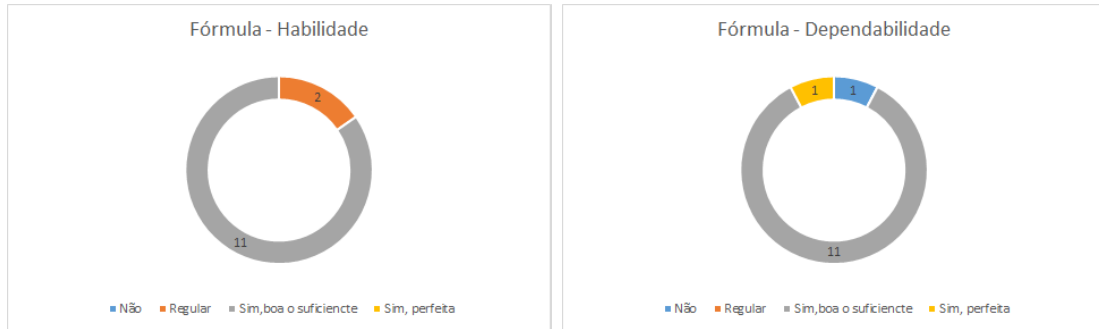 Fórmula - Habilidade
2
11
Não Regular Sim,boa o suficiencte Sim, perfeita
Fórmula - Dependabilidade
1 1
11
Não Regular Sim,boa o suficiencte Sim, perfeita